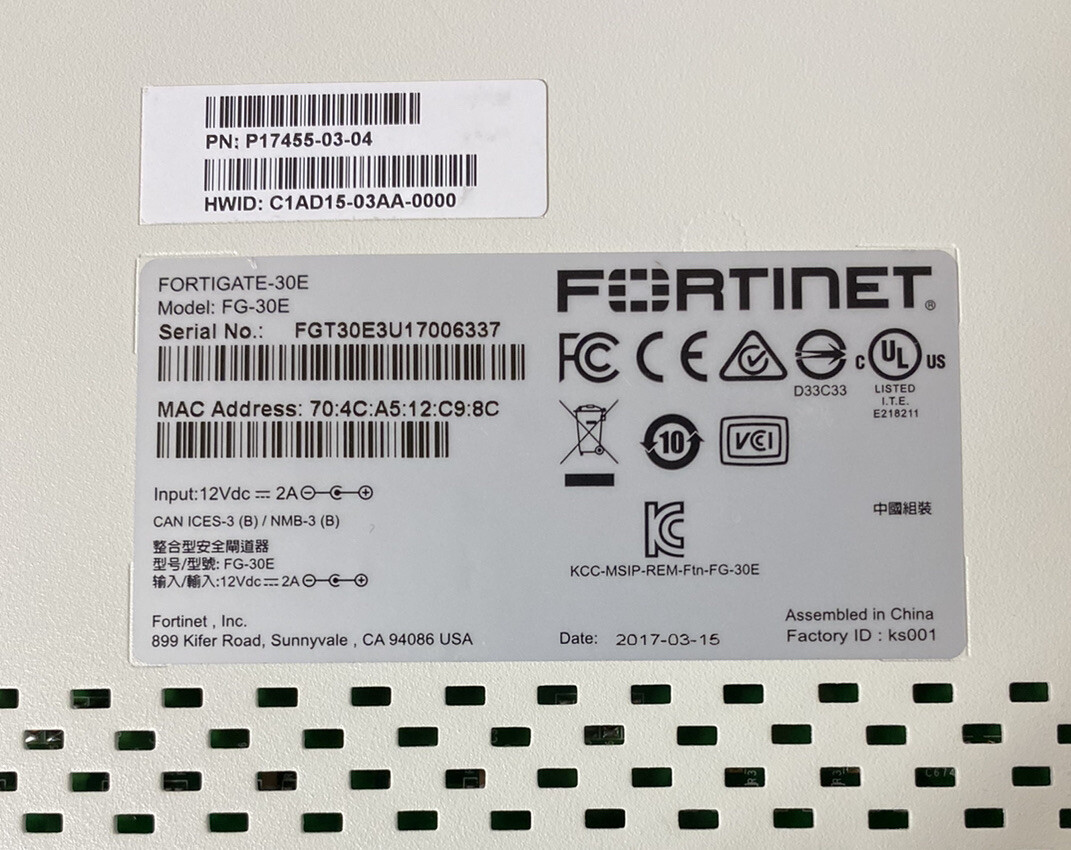 PN: P17455-03-04
HWID: C1AD15-03AA-0000
FORTIGATE-30E
Model: FG-30E
Serial No.: FGT30E3U17006337
MAC Address: 70:4C:A5:12:C9:8C
Input:12Vdc ⎓ 2A
CAN ICES-3 (B) / NMB-3 (B)
整合型安全閘道器
型号/型號: FG-30E
输入/輸入:12Vdc ⎓ 2A
Fortinet , Inc.
899 Kifer Road, Sunnyvale , CA 94086 USA
FORTINET®
FC CE D33C33 C UL US
LISTED
I.T.E.
E218211
10 VCI
中國組裝
KC
KCC-MSIP-REM-Ftn-FG-30E
Date: 2017-03-15
Assembled in China
Factory ID : ks001
C674